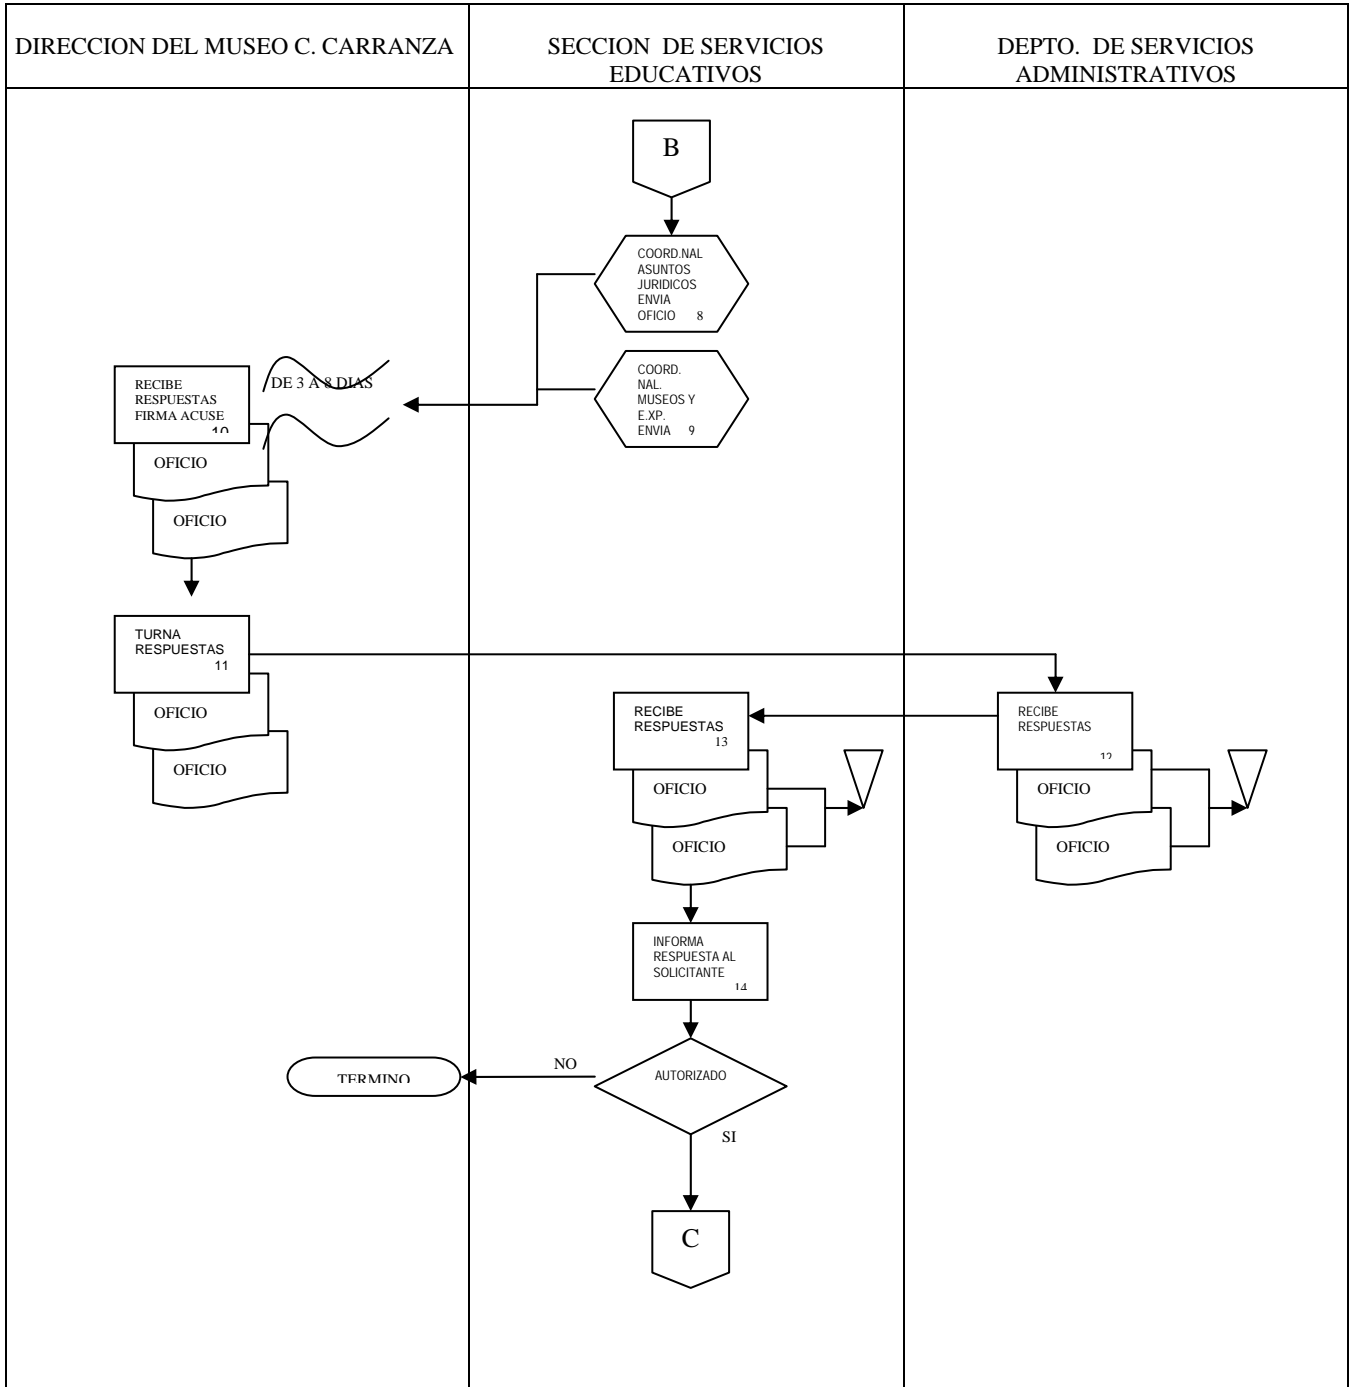 DIRECCION DEL MUSEO C. CARRANZA
SECCION DE SERVICIOS
EDUCATIVOS
DEPTO. DE SERVICIOS
ADMINISTRATIVOS
B
COORD.NAL
ASUNTOS
JURIDICOS
ENVIA
OFICIO 8
COORD.
NAL.
MUSEOS Y
E.XP.
ENVIA 9
RECIBE
RESPUESTAS
FIRMA ACUSE
10
DE 3 A 8 DIAS
OFICIO
OFICIO
TURNA
RESPUESTAS
11
OFICIO
OFICIO
RECIBE
RESPUESTAS
12
OFICIO
OFICIO
RECIBE
RESPUESTAS
13
OFICIO
OFICIO
INFORMA
RESPUESTA AL
SOLICITANTE
14
AUTORIZADO
NO
TERMINO
SI
C